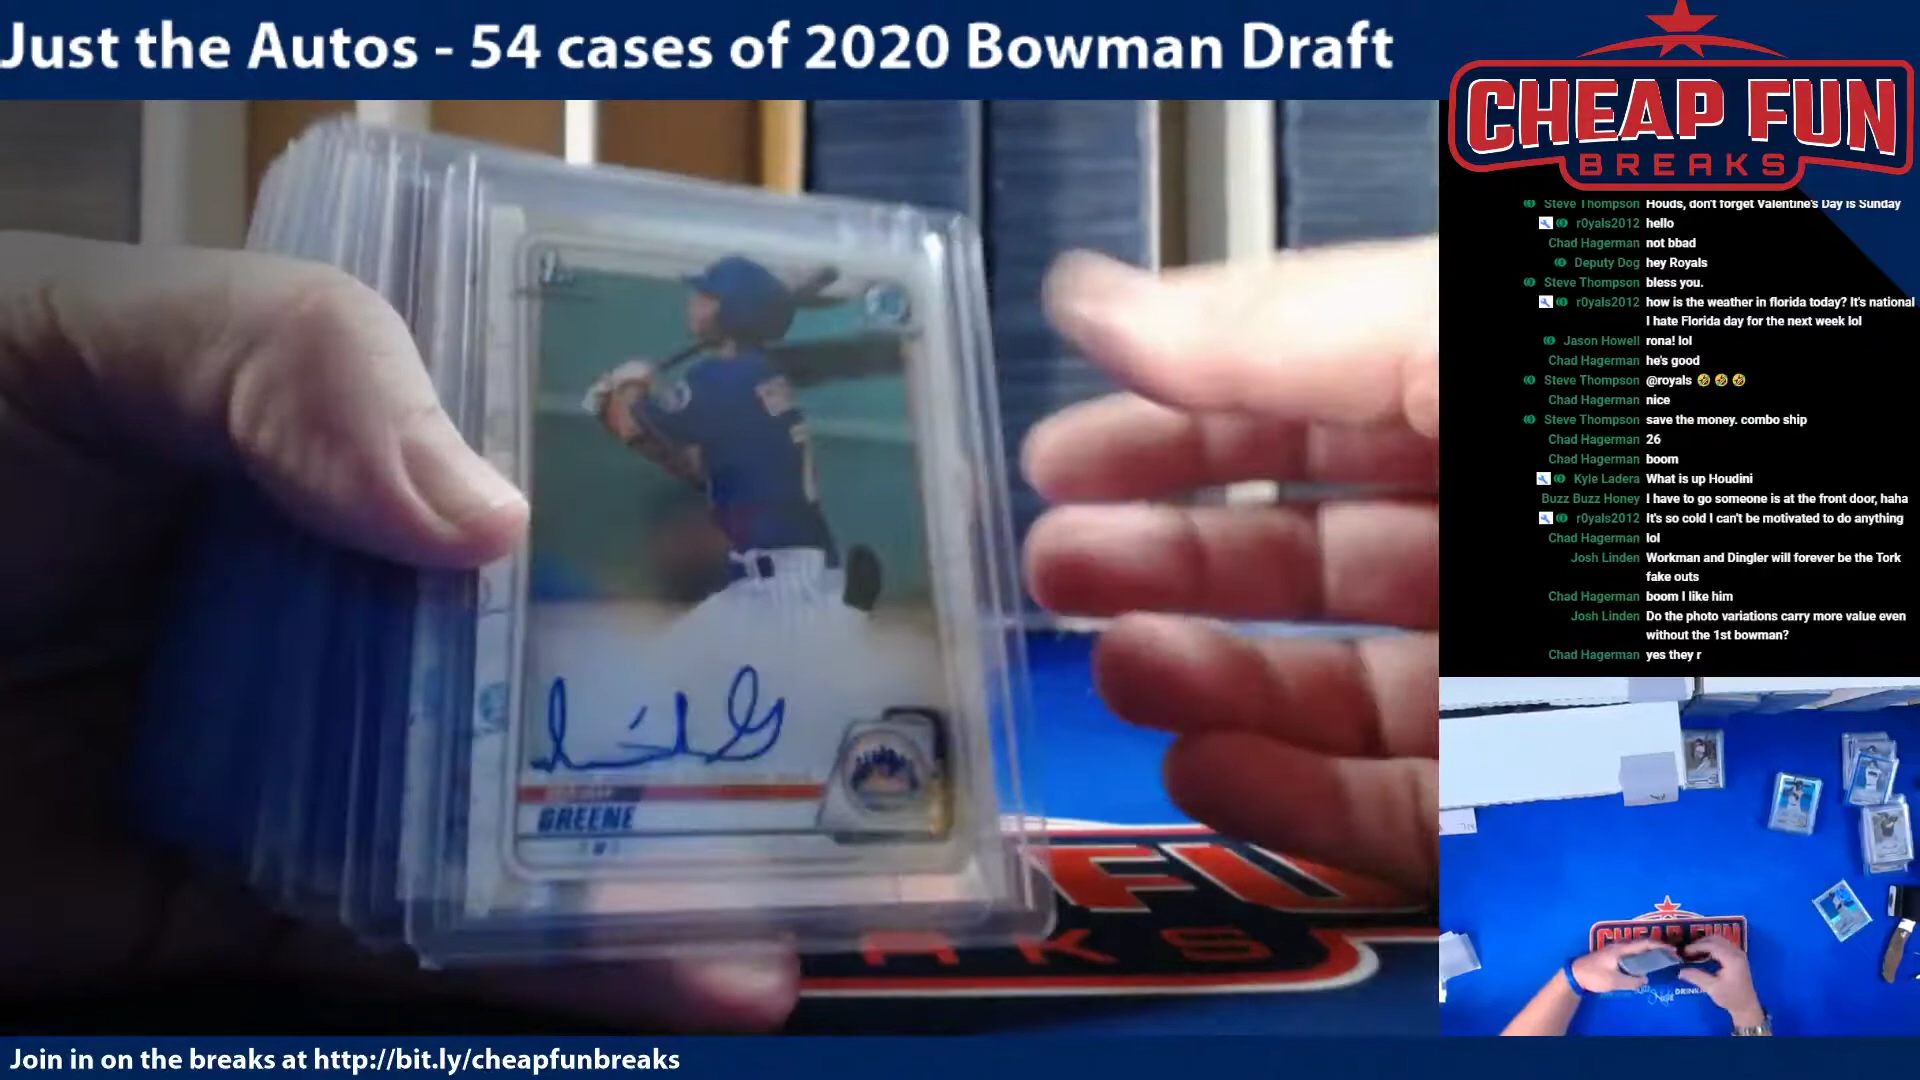 Just the Autos - 54 cases of 2020 Bowman Draft
CHEAP FUN
BREAKS
Steve Thompson Houds, don't forget Valentine's Day is Sunday
r0yals2012 hello
Chad Hagerman not bbad
Deputy Dog hey Royals
Steve Thompson bless you.
r0yals2012 how is the weather in florida today? It's national
I hate Florida day for the next week lol
Jason Howell rona! lol
Chad Hagerman he's good
Steve Thompson @royals 🤣 🤣 🤣
Chad Hagerman nice
Steve Thompson save the money. combo ship
Chad Hagerman 26
Chad Hagerman boom
Kyle Ladera What is up Houdini
Buzz Buzz Honey I have to go someone is at the front door, haha
r0yals2012 It's so cold I can't be motivated to do anything
Chad Hagerman lol
Josh Linden Workman and Dingler will forever be the Tork
fake outs
Chad Hagerman boom I like him
Josh Linden Do the photo variations carry more value even
without the 1st bowman?
Chad Hagerman yes they r
GREENE
FU
AKS
CHEAP FUN
Join in on the breaks at http://bit.ly/cheapfunbreaks